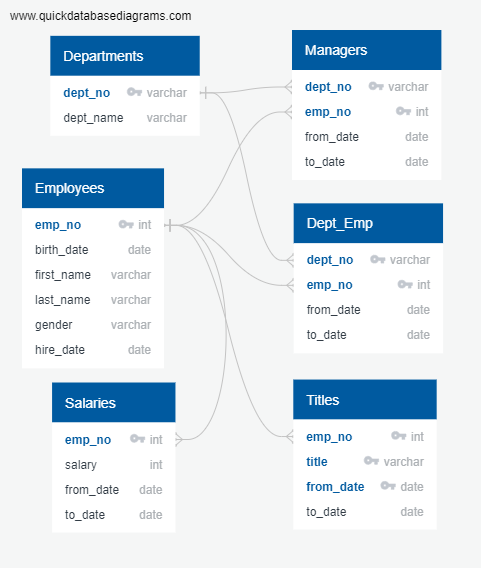 www.quickdatabasediagrams.com
Departments
dept_no varchar
dept_name varchar
Managers
dept_no varchar
emp_no int
from_date date
to_date date
Employees
emp_no int
birth_date date
first_name varchar
last_name varchar
gender varchar
hire_date date
Dept_Emp
dept_no varchar
emp_no int
from_date date
to_date date
Salaries
emp_no int
salary int
from_date date
to_date date
Titles
emp_no int
title varchar
from_date date
to_date date